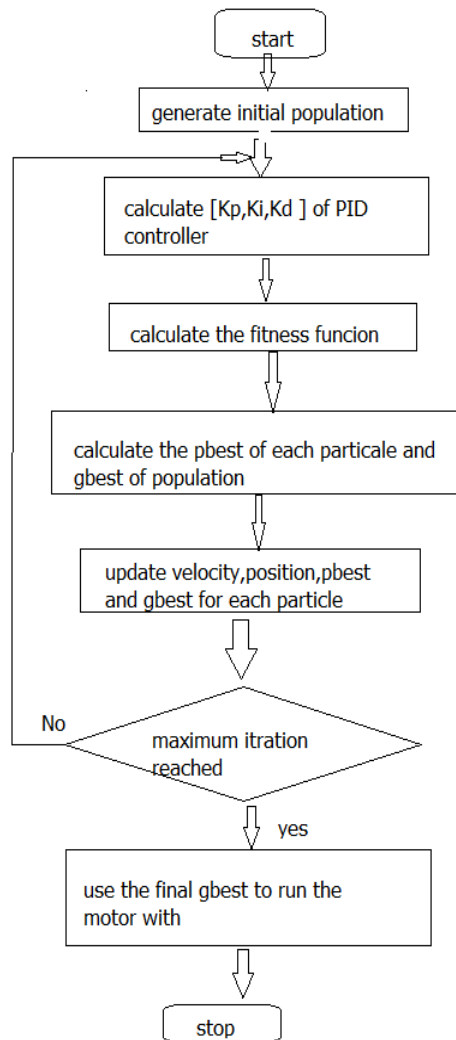 start
generate initial population
calculate [Kp,Ki,Kd ] of PID
controller
calculate the fitness funcion
calculate the pbest of each particale and
gbest of population
update velocity,position,pbest
and gbest for each particle
No
maximum itration
reached
yes
use the final gbest to run the
motor with
stop